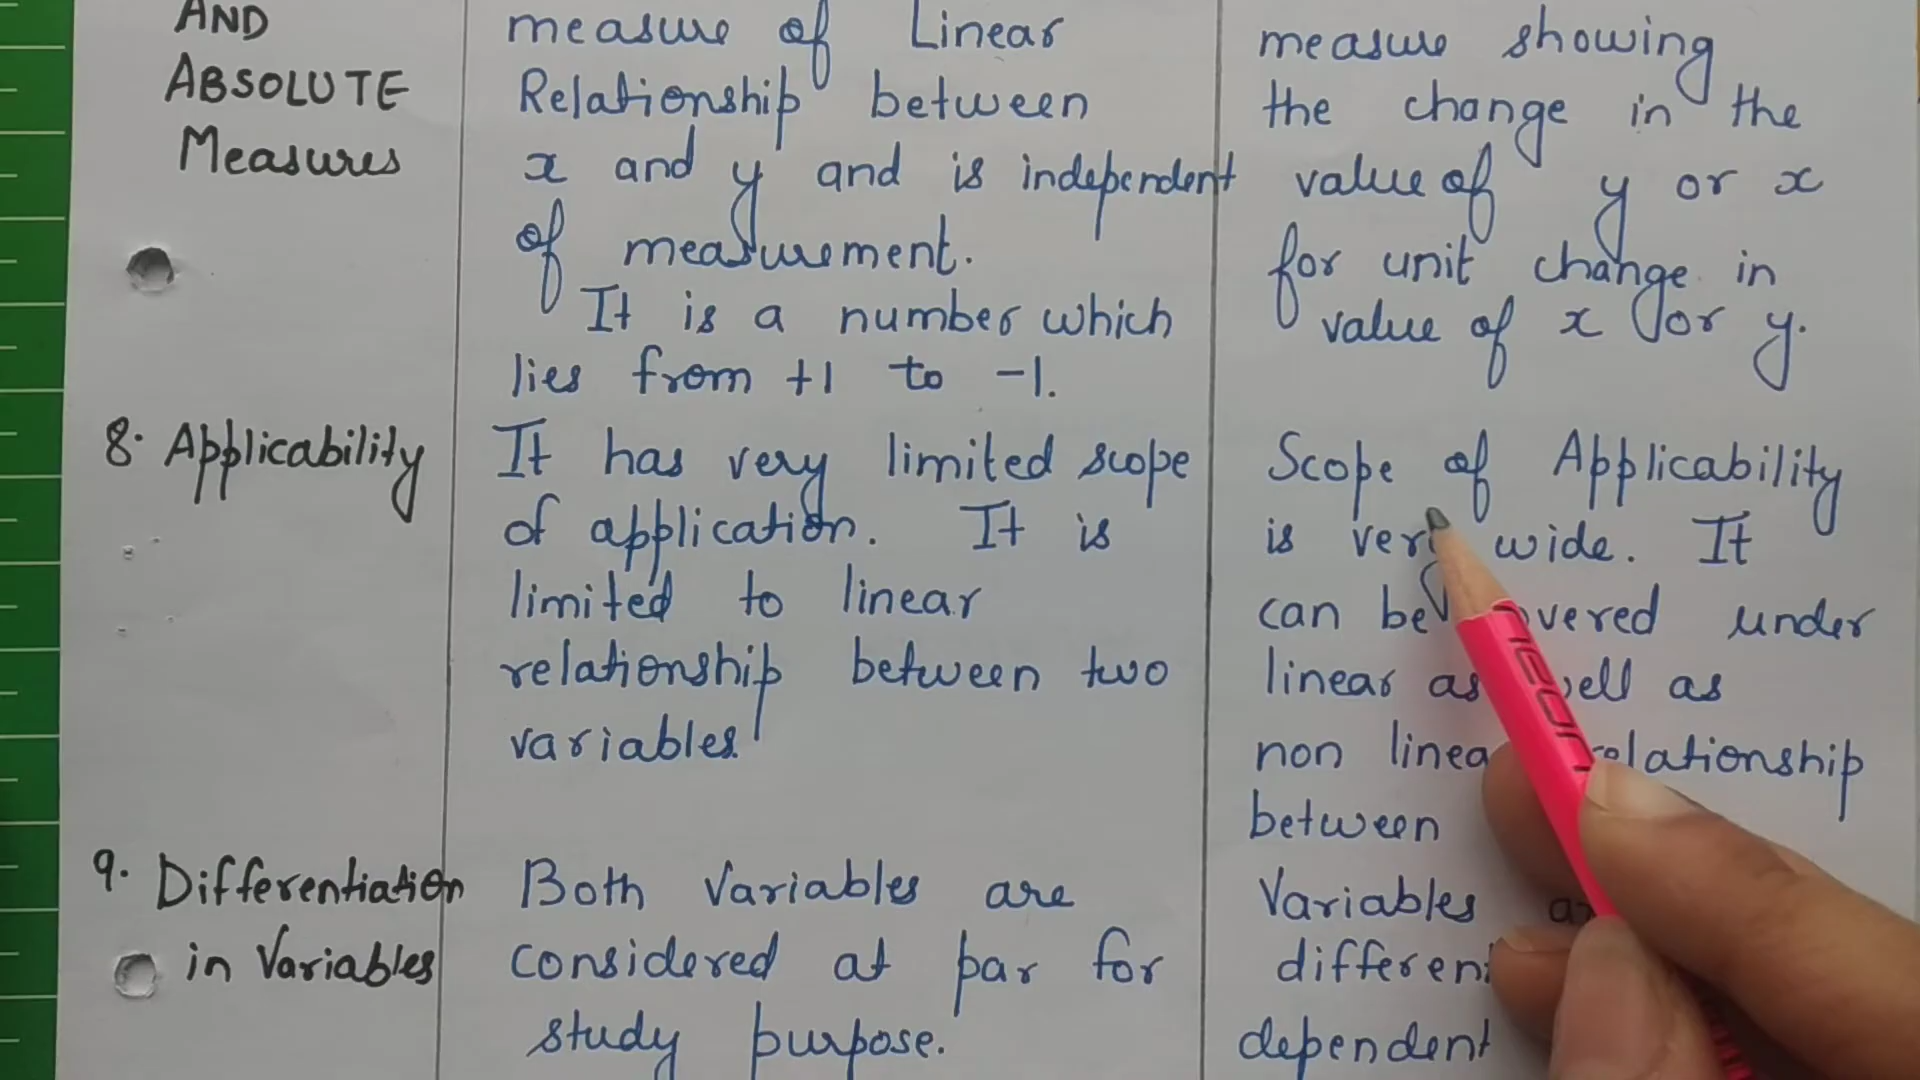 AND
ABSOLUTE
Measures
measure of Linear
Relationship between
x and y and is independent
of measurement.
It is a number which
lies from +1 to -1.
measure showing
the change in the
value of y or x
for unit change in
value of x or y.
8. Applicability
It has very limited scope
of application. It is
limited to linear
relationship between two
variables.
Scope of Applicability
is very wide. It
can be under
linear as as
non relationship
between
9. Differentiation
in Variables
Both Variables are
considered at par for
study purpose.
Variables
dependent